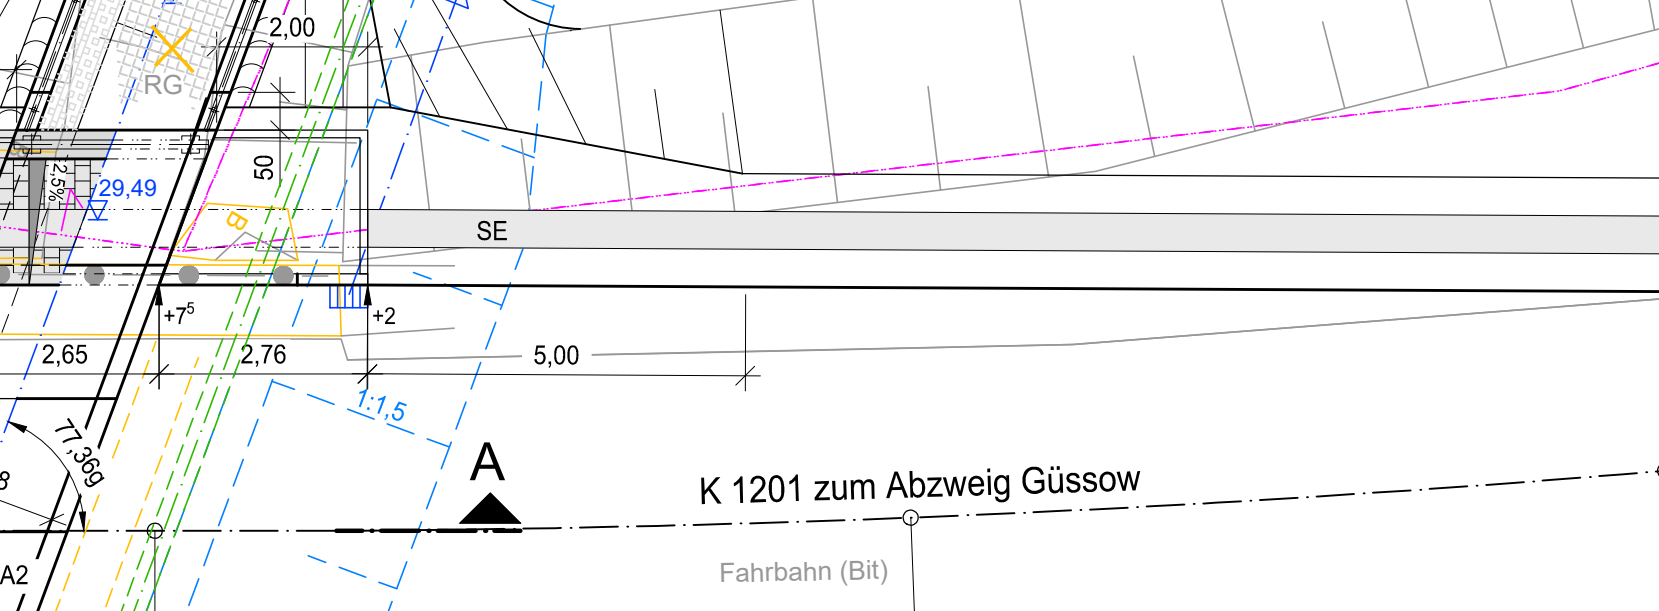 2,00
RG
50
2,5%
29,49
B
SE
+7⁵
+2
2,65
2,76
5,00
1:1,5
77,36g
8
A
K 1201 zum Abzweig Güssow
A2
Fahrbahn (Bit)